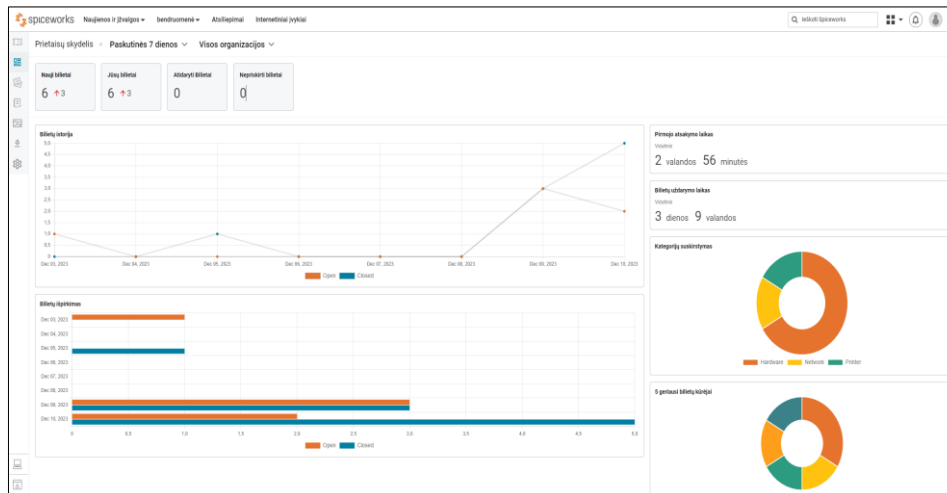 spiceworks Naujienos ir įžvalgos bendruomenė Atsiliepimai Internetiniai įvykiai Ieškoti Spiceworks
Prietaisų skydelis Paskutinės 7 dienos Visos organizacijos
Nauji bilietai Jūsų bilietai Atidaryti Bilietai Nepriskirti bilietai
6 3 6 3 0 0
Bilietų istorija
5,0
4,5
4,0
3,5
3,0
2,5
2,0
1,5
1,0
0,5
0
Dec 03, 2023 Dec 04, 2023 Dec 05, 2023 Dec 06, 2023 Dec 07, 2023 Dec 08, 2023 Dec 09, 2023 Dec 10, 2023
Open Closed
Pirmojo atsakymo laikas
Vidutinė
2 valandos 56 minutės
Bilietų uždarymo laikas
Vidutinė
3 dienos 9 valandos
Kategorijų suskirstymas
Hardware Network Printer
Bilietų išpirkimas
Dec 03, 2023
Dec 04, 2023
Dec 05, 2023
Dec 06, 2023
Dec 07, 2023
Dec 08, 2023
Dec 09, 2023
Dec 10, 2023
0 0.5 1.0 1.5 2.0 2.5 3.0 3.5 4.0 4.5 5.0
Open Closed
5 geriausi bilietų kūrėjai